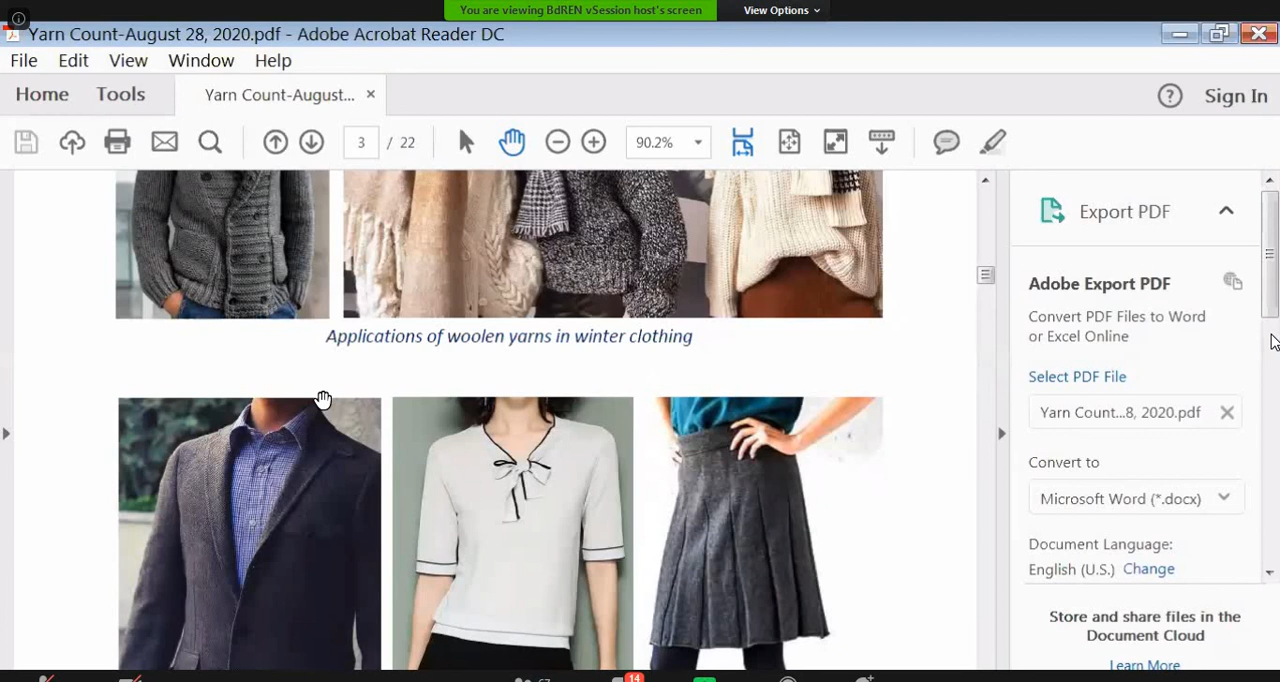 You are viewing BdREN vSession host's screen
View Options
Yarn Count-August 28, 2020.pdf - Adobe Acrobat Reader DC
File Edit View Window Help
Home Tools Yarn Count-August... × Sign In
3 / 22 90.2%
Export PDF
Applications of woolen yarns in winter clothing
Adobe Export PDF
Convert PDF Files to Word
or Excel Online
Select PDF File
Yarn Count...8, 2020.pdf
Convert to
Microsoft Word (*.docx)
Document Language:
English (U.S.) Change
Store and share files in the
Document Cloud
Learn More
14